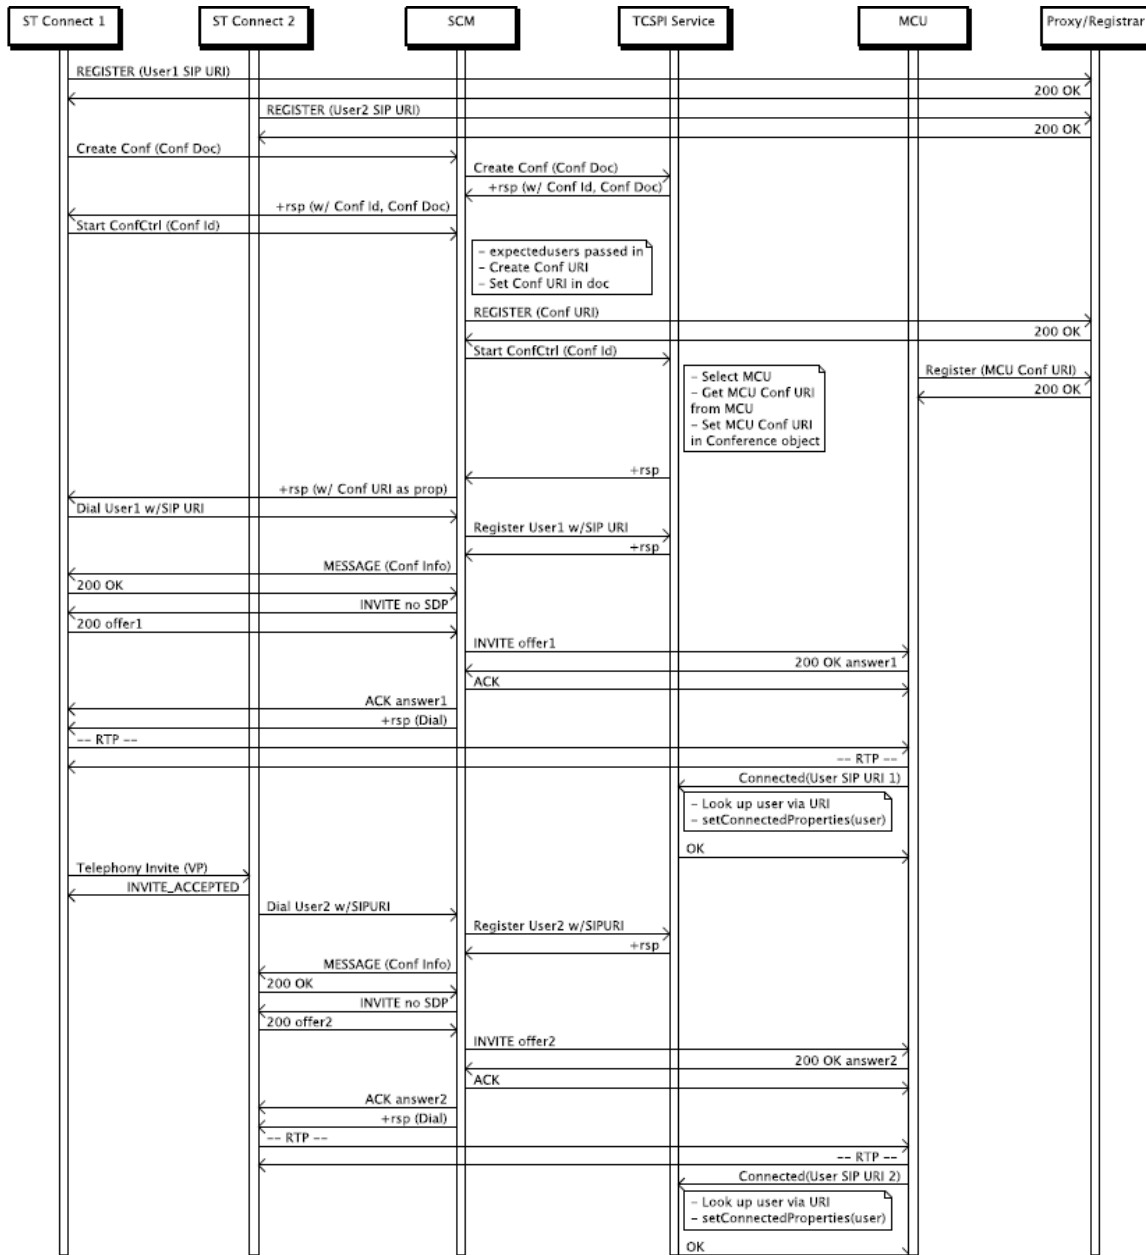 ST Connect 1
ST Connect 2
SCM
TCSPI Service
MCU
Proxy/Registrar
REGISTER (User1 SIP URI)
200 OK
REGISTER (User2 SIP URI)
200 OK
Create Conf (Conf Doc)
Create Conf (Conf Doc)
+rsp (w/ Conf Id, Conf Doc)
+rsp (w/ Conf Id, Conf Doc)
Start ConfCtrl (Conf Id)
- expectedusers passed in
- Create Conf URI
- Set Conf URI in doc
REGISTER (Conf URI)
200 OK
Start ConfCtrl (Conf Id)
- Select MCU
- Get MCU Conf URI
from MCU
- Set MCU Conf URI
in Conference object
Register (MCU Conf URI)
200 OK
+rsp
+rsp (w/ Conf URI as prop)
Dial User1 w/SIP URI
Register User1 w/SIP URI
+rsp
MESSAGE (Conf Info)
200 OK
INVITE no SDP
200 offer1
INVITE offer1
200 OK answer1
ACK
ACK answer1
+rsp (Dial)
-- RTP --
-- RTP --
Connected(User SIP URI 1)
- Look up user via URI
- setConnectedProperties(user)
OK
Telephony Invite (VP)
INVITE_ACCEPTED
Dial User2 w/SIPURI
Register User2 w/SIPURI
+rsp
MESSAGE (Conf Info)
200 OK
INVITE no SDP
200 offer2
INVITE offer2
200 OK answer2
ACK
ACK answer2
+rsp (Dial)
-- RTP --
-- RTP --
Connected(User SIP URI 2)
- Look up user via URI
- setConnectedProperties(user)
OK